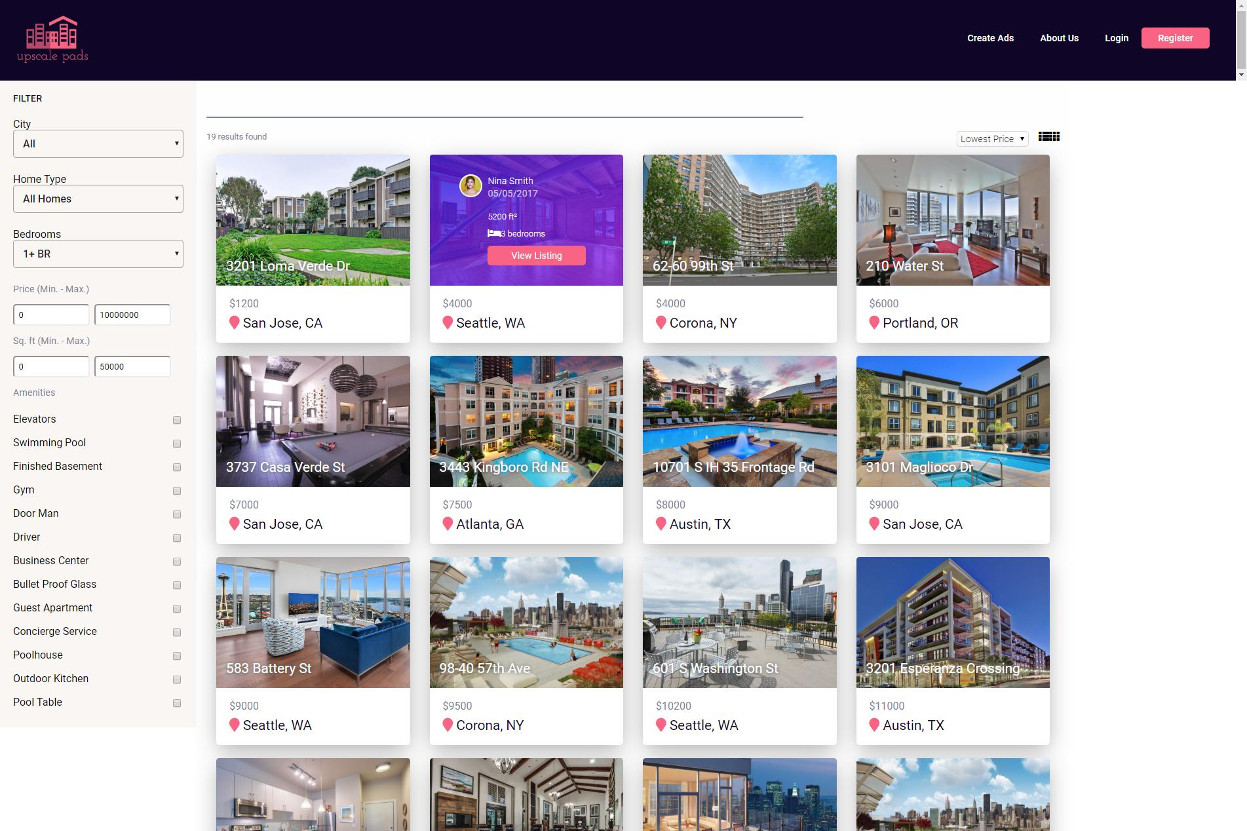 upscale pads
Create Ads
About Us
Login
Register
FILTER
City
All
Home Type
All Homes
Bedrooms
1+ BR
Price (Min. - Max.)
0
10000000
Sq. ft (Min. - Max.)
0
50000
Amenities
Elevators
Swimming Pool
Finished Basement
Gym
Door Man
Driver
Business Center
Bullet Proof Glass
Guest Apartment
Concierge Service
Poolhouse
Outdoor Kitchen
Pool Table
19 results found
Lowest Price
3201 Loma Verde Dr
$1200
San Jose, CA
Nina Smith
05/05/2017
5200 ft²
3 bedrooms
View Listing
$4000
Seattle, WA
62-60 99th St
$4000
Corona, NY
210 Water St
$6000
Portland, OR
3737 Casa Verde St
$7000
San Jose, CA
3443 Kingboro Rd NE
$7500
Atlanta, GA
10701 S IH 35 Frontage Rd
$8000
Austin, TX
3101 Maglioco Dr
$9000
San Jose, CA
583 Battery St
$9000
Seattle, WA
98-40 57th Ave
$9500
Corona, NY
601 S Washington St
$10200
Seattle, WA
3201 Esperanza Crossing
$11000
Austin, TX